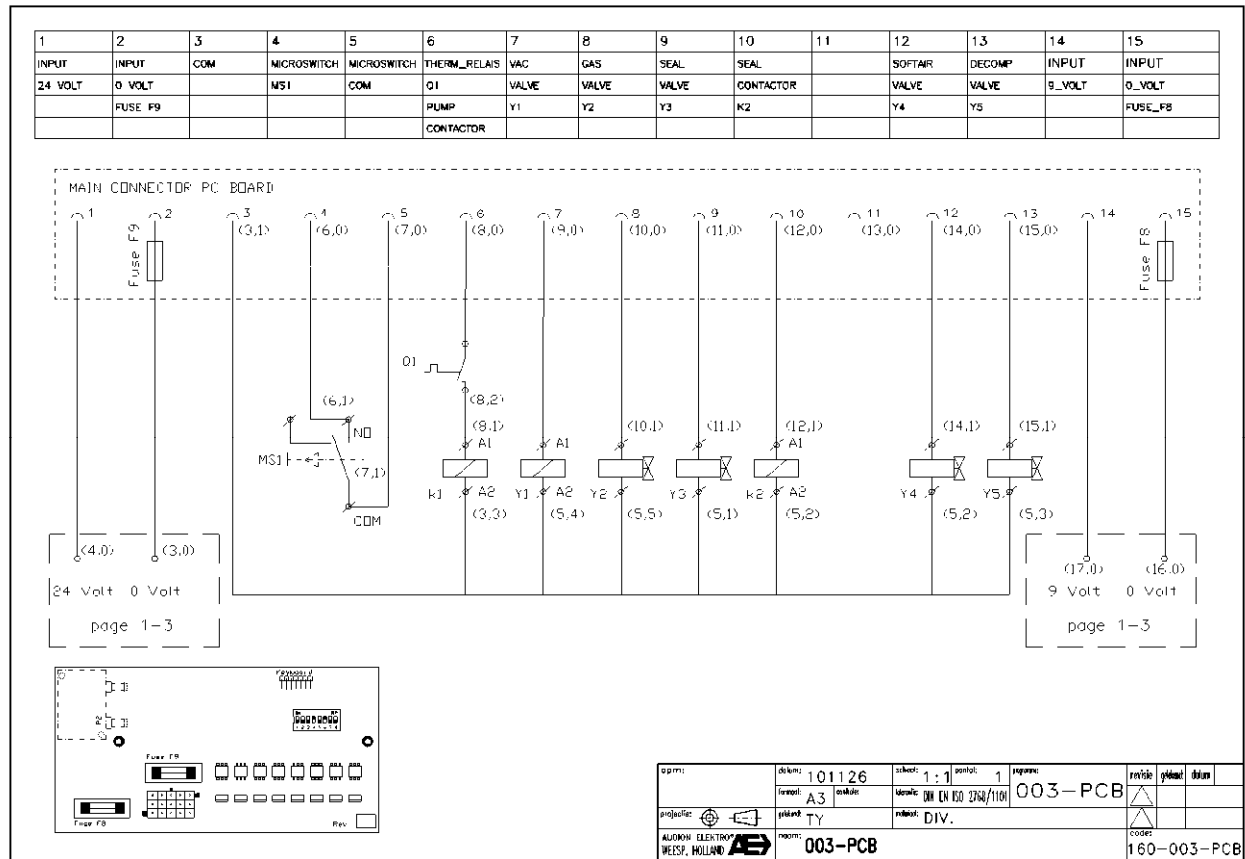 1 2 3 4 5 6 7 8 9 10 11 12 13 14 15
INPUT INPUT COM MICROSWITCH MICROSWITCH THERM_RELAIS VAC GAS SEAL SEAL SOFTAIR DECOMP INPUT INPUT
24 VOLT 0 VOLT MS1 COM Q1 VALVE VALVE VALVE CONTACTOR VALVE VALVE 9_VOLT 0_VOLT
FUSE F9 PUMP Y1 Y2 Y3 K2 Y4 Y5 FUSE_F8
CONTACTOR
MAIN CONNECTOR PC BOARD
1 2 3 4 5 6 7 8 9 10 11 12 13 14 15
(3,1) (6,0) (7,0) (8,0) (9,0) (10,0) (11,0) (12,0) (13,0) (14,0) (15,0)
Fuse F9
Fuse F8
Q1
(8,2)
(6,1)
NO
MS1
(7,1)
COM
(8,1) (10,1) (11,1) (12,1) (14,1) (15,1)
A1 A1 A1
k1 A2 Y1 A2 Y2 Y3 k2 A2 Y4 Y5
(3,3) (5,4) (5,5) (5,1) (5,2) (5,2) (5,3)
(4,0) (3,0)
24 Volt 0 Volt
page 1-3
(17,0) (16,0)
9 Volt 0 Volt
page 1-3
Keyboard
Fuse F9
Fuse F8
Rev
opm:
datum: 101126
schaal: 1:1
aantal: 1
003-PCB
revisie getekend datum
formaat: A3
DIN EN ISO 2768/1101
projectie:
getekend: TY
materiaal: DIV.
AUDION ELEKTRO
WEESP, HOLLAND AE
naam: 003-PCB
code: 160-003-PCB